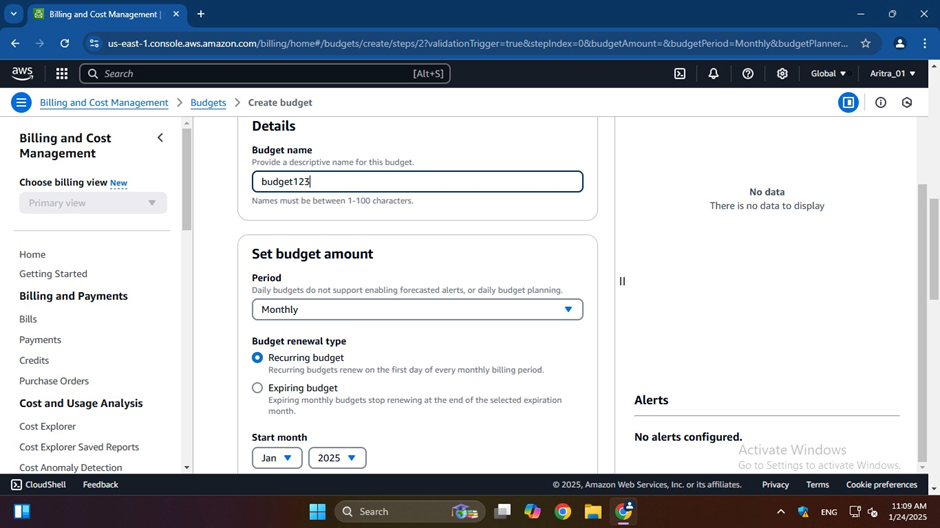 Billing and Cost Management |
us-east-1.console.aws.amazon.com/billing/home#/budgets/create/steps/2?validationTrigger=true&stepIndex=0&budgetAmount=&budgetPeriod=Monthly&budgetPlanner...
aws
Search
[Alt+S]
Global
Aritra_01
Billing and Cost Management > Budgets > Create budget
Billing and Cost
Management
Choose billing view New
Primary view
Home
Getting Started
Billing and Payments
Bills
Payments
Credits
Purchase Orders
Cost and Usage Analysis
Cost Explorer
Cost Explorer Saved Reports
Cost Anomaly Detection
Details
Budget name
Provide a descriptive name for this budget.
budget123
Names must be between 1-100 characters.
Set budget amount
Period
Daily budgets do not support enabling forecasted alerts, or daily budget planning.
Monthly
Budget renewal type
Recurring budget
Recurring budgets renew on the first day of every monthly billing period.
Expiring budget
Expiring monthly budgets stop renewing at the end of the selected expiration
month.
Start month
Jan
2025
No data
There is no data to display
Alerts
No alerts configured.
Activate Windows
Go to Settings to activate Windows.
CloudShell
Feedback
© 2025, Amazon Web Services, Inc. or its affiliates.
Privacy
Terms
Cookie preferences
Search
ENG
11:09 AM
1/24/2025